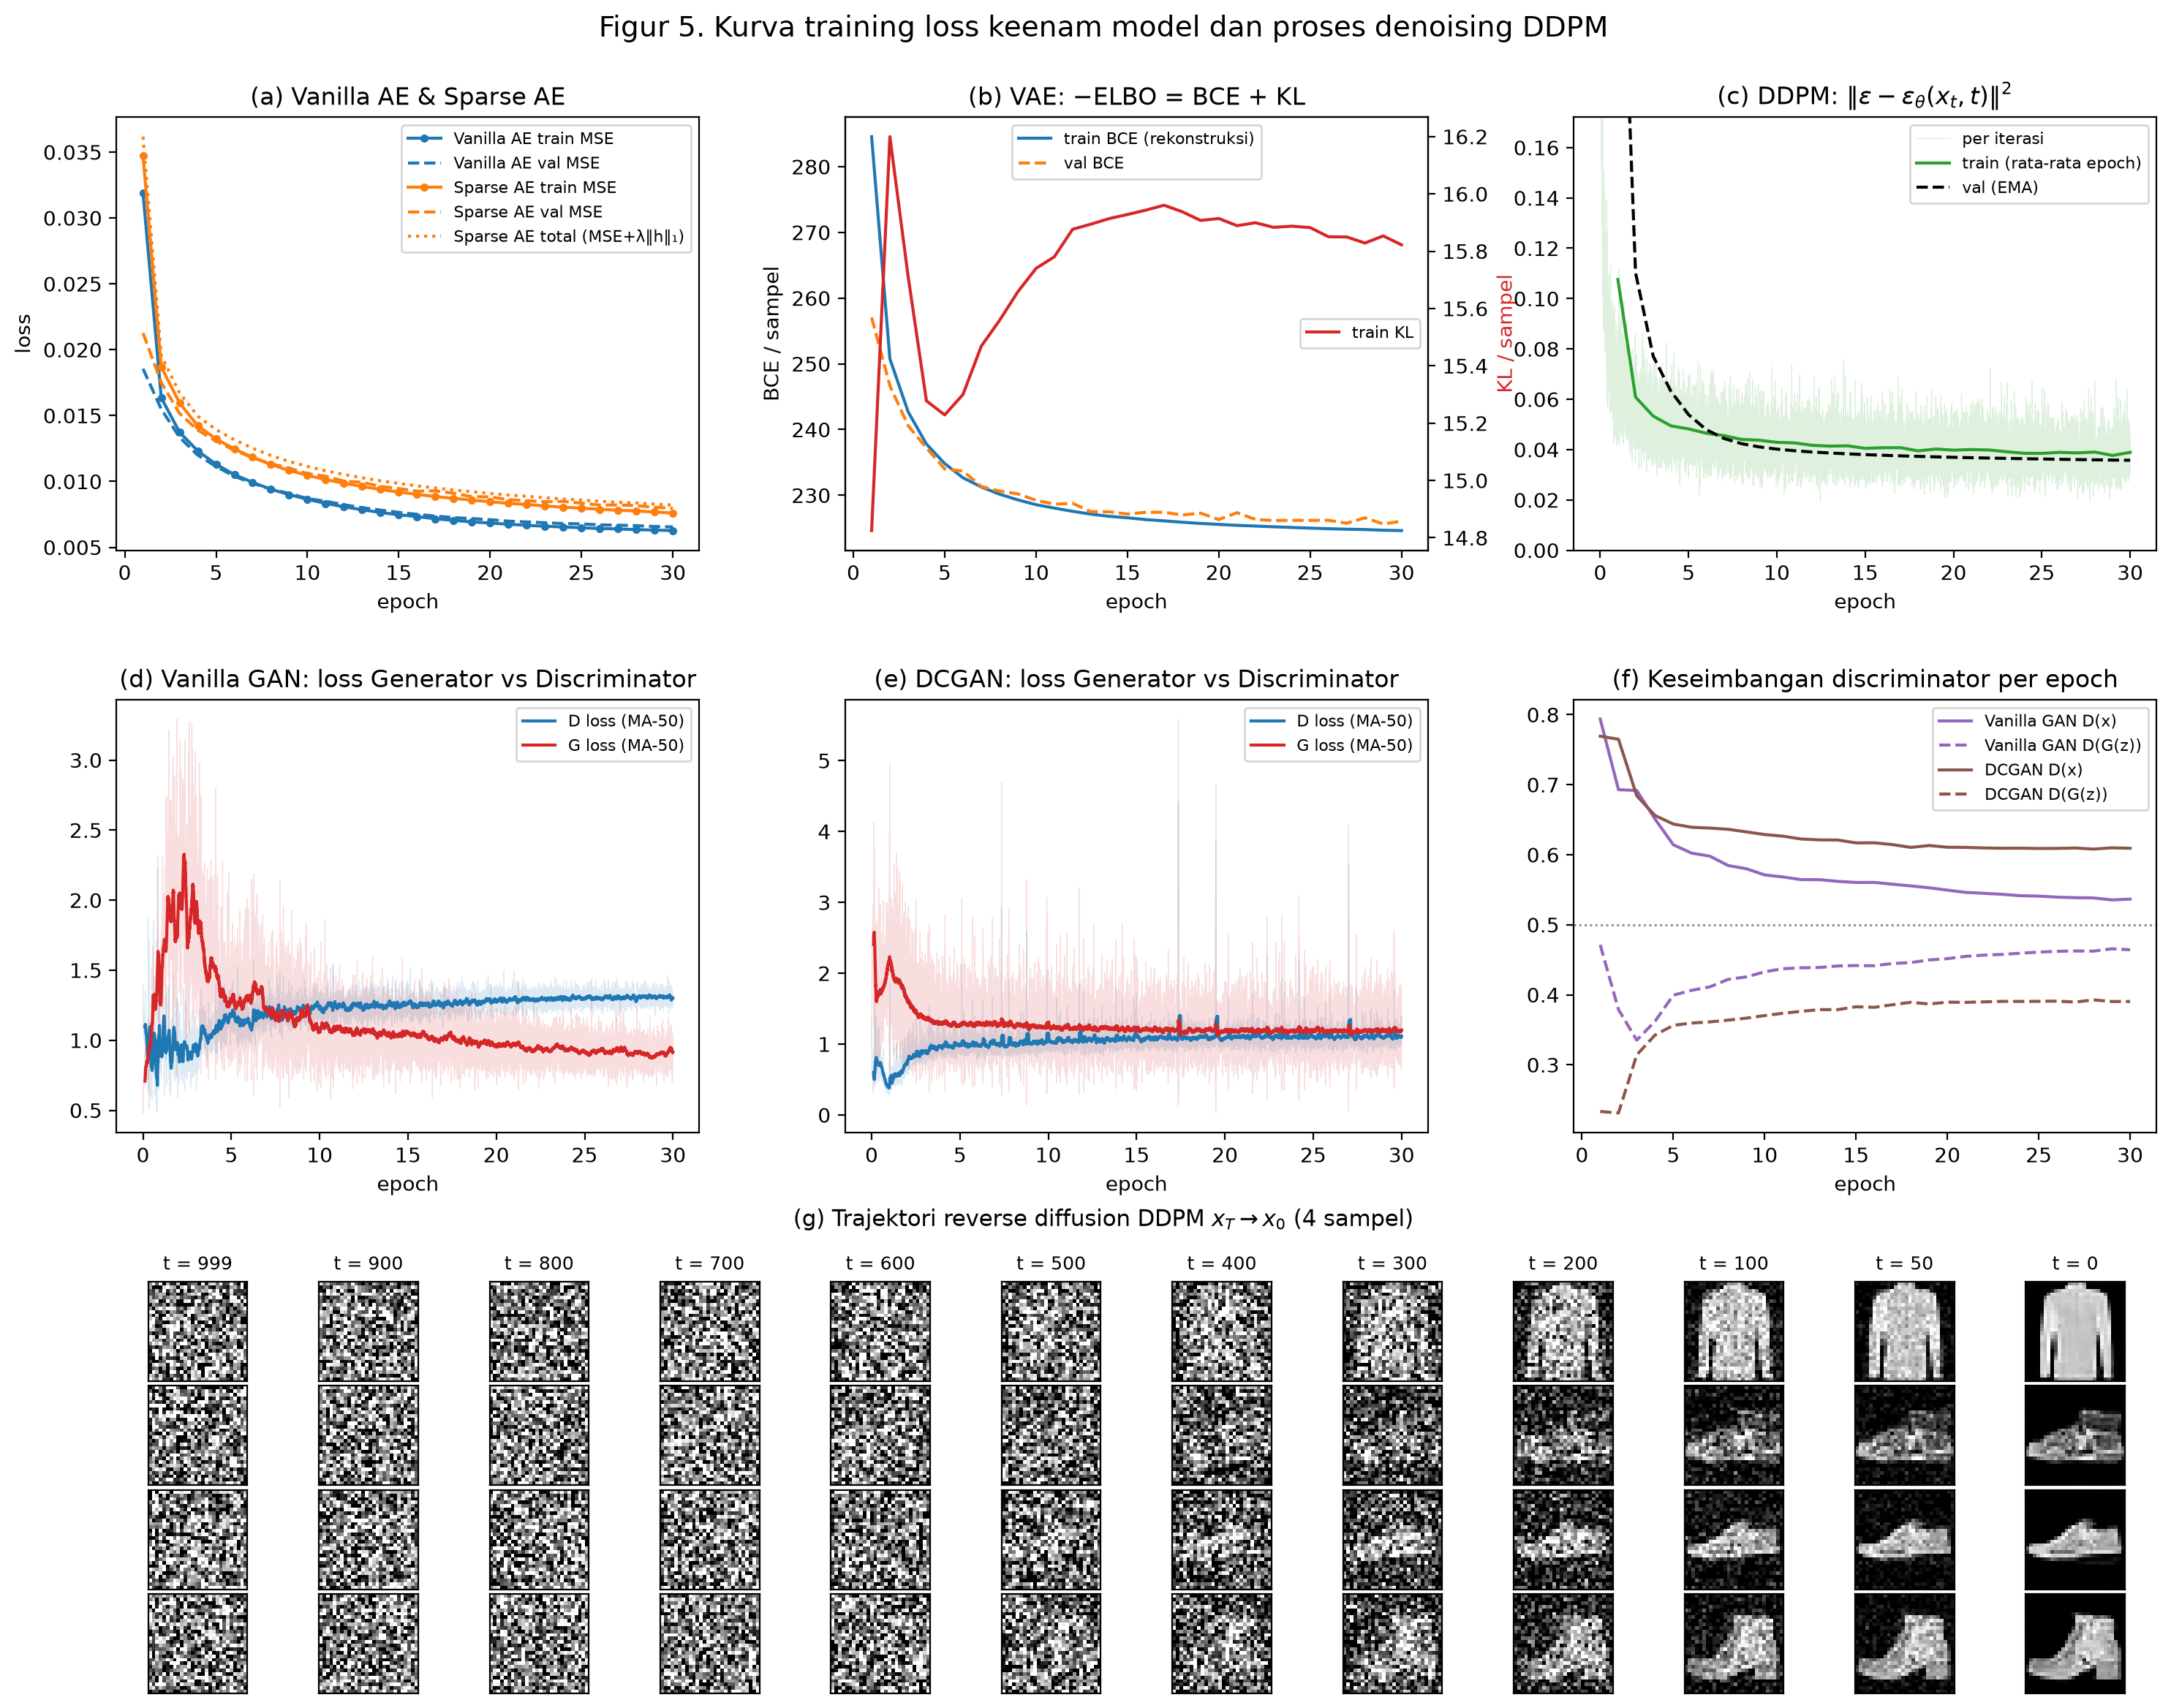 Figur 5. Kurva training loss keenam model dan proses denoising DDPM
(a) Vanilla AE & Sparse AE
Vanilla AE train MSE
Vanilla AE val MSE
Sparse AE train MSE
Sparse AE val MSE
Sparse AE total (MSE+λ‖h‖₁)
loss
0.035
0.030
0.025
0.020
0.015
0.010
0.005
0 5 10 15 20 25 30
epoch
(b) VAE: −ELBO = BCE + KL
train BCE (rekonstruksi)
val BCE
train KL
BCE / sampel
280
270
260
250
240
230
16.2
16.0
15.8
15.6
15.4
15.2
15.0
14.8
KL / sampel
0 5 10 15 20 25 30
epoch
(c) DDPM: ‖ε − ε_θ(x_t, t)‖²
per iterasi
train (rata-rata epoch)
val (EMA)
0.16
0.14
0.12
0.10
0.08
0.06
0.04
0.02
0.00
0 5 10 15 20 25 30
epoch
(d) Vanilla GAN: loss Generator vs Discriminator
D loss (MA-50)
G loss (MA-50)
3.0
2.5
2.0
1.5
1.0
0.5
0 5 10 15 20 25 30
epoch
(e) DCGAN: loss Generator vs Discriminator
D loss (MA-50)
G loss (MA-50)
5
4
3
2
1
0
0 5 10 15 20 25 30
epoch
(f) Keseimbangan discriminator per epoch
Vanilla GAN D(x)
Vanilla GAN D(G(z))
DCGAN D(x)
DCGAN D(G(z))
0.8
0.7
0.6
0.5
0.4
0.3
0 5 10 15 20 25 30
epoch
(g) Trajektori reverse diffusion DDPM x_T → x_0 (4 sampel)
t = 999 t = 900 t = 800 t = 700 t = 600 t = 500 t = 400 t = 300 t = 200 t = 100 t = 50 t = 0